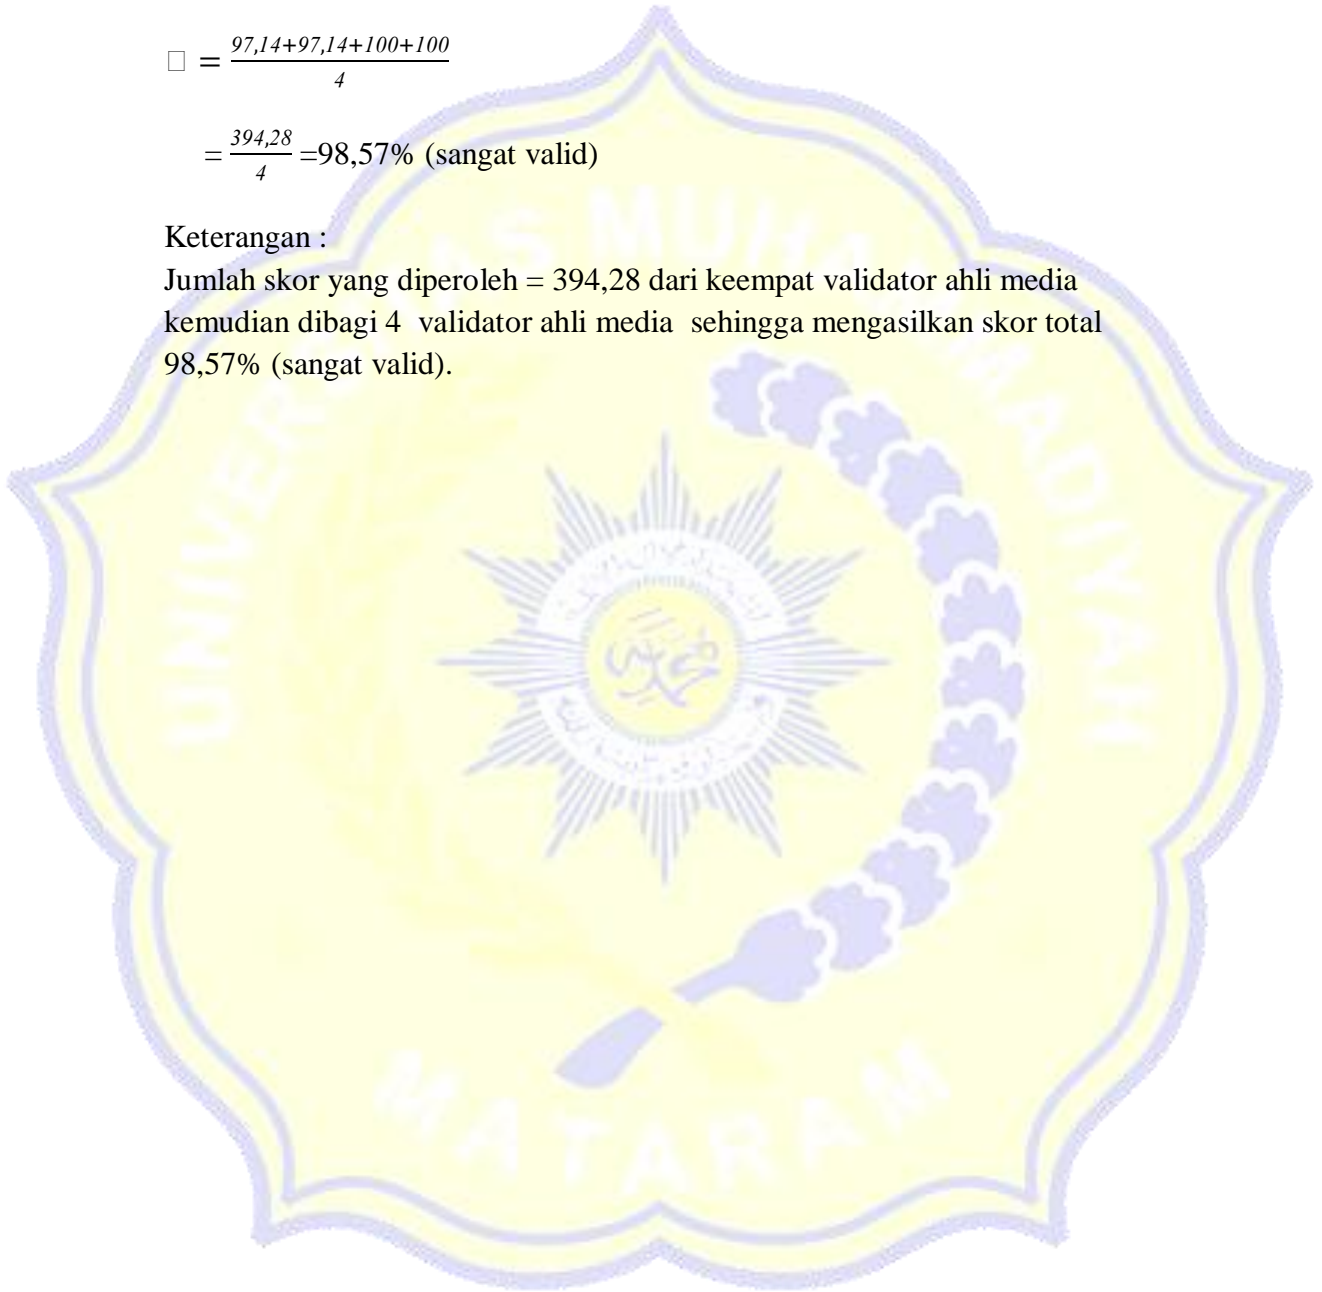 □ = 97,14+97,14+100+100
4
= 394,28/4 =98,57% (sangat valid)
Keterangan :
Jumlah skor yang diperoleh = 394,28 dari keempat validator ahli media
kemudian dibagi 4 validator ahli media sehingga mengasilkan skor total
98,57% (sangat valid).
UNIVERSITAS MUHAMMADIYAH
MATARAM